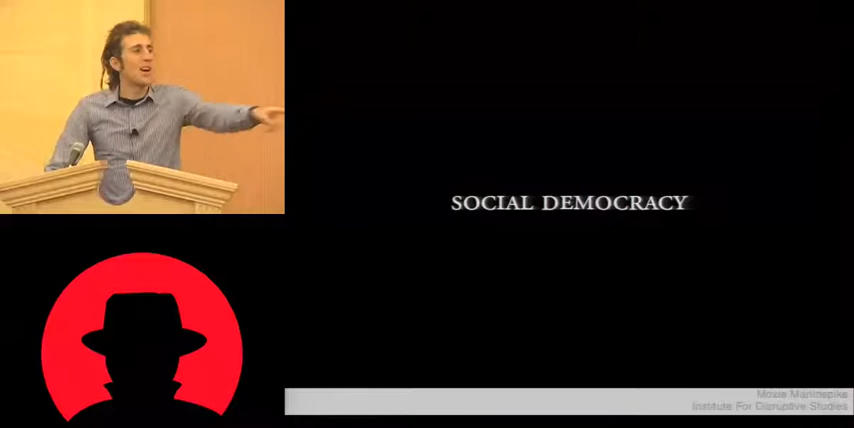 SOCIAL DEMOCRACY
Moxie Marlinspike
Institute For Disruptive Studies